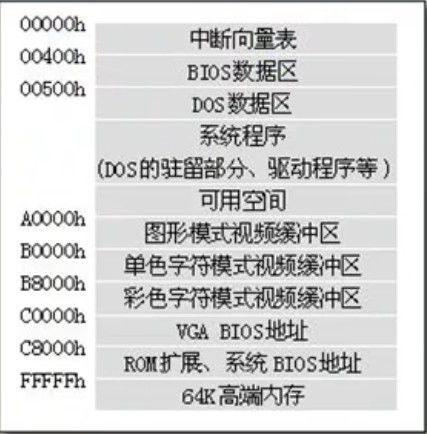 00000h
中断向量表
00400h
BIOS数据区
00500h
DOS数据区
系统程序
(DOS的驻留部分、驱动程序等)
可用空间
A0000h
图形模式视频缓冲区
B0000h
单色字符模式视频缓冲区
B8000h
彩色字符模式视频缓冲区
C0000h
VGA BIOS地址
C8000h
ROM扩展、系统BIOS地址
FFFFFh
64K高端内存